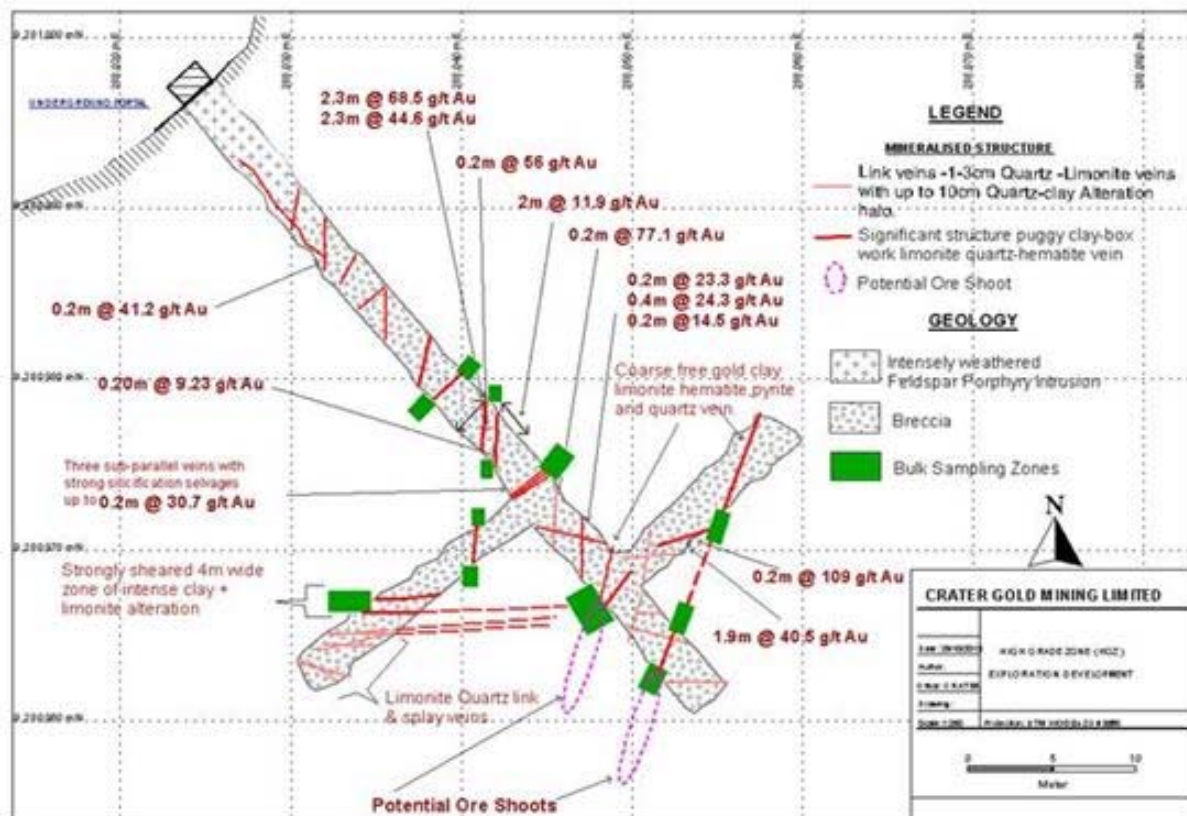 UNDERGROUND PORTAL
2.3m @ 68.5 g/t Au
2.3m @ 44.6 g/t Au
0.2m @ 56 g/t Au
2m @ 11.9 g/t Au
0.2m @ 77.1 g/t Au
0.2m @ 23.3 g/t Au
0.4m @ 24.3 g/t Au
0.2m @14.5 g/t Au
0.2m @ 41.2 g/t Au
0.20m @ 9.23 g/t Au
Coarse free gold clay
limonite hematite,pyrite
and quartz vein
Three sub-parallel veins with
strong silicification selvages
up to 0.2m @ 30.7 g/t Au
Strongly sheared 4m wide
zone of intense clay +
limonite alteration
0.2m @ 109 g/t Au
1.9m @ 40.5 g/t Au
Limonite Quartz link
& splay veins
Potential Ore Shoots
LEGEND
MINERALISED STRUCTURE
Link veins -1-3cm Quartz -Limonite veins
with up to 10cm Quartz-clay Alteration
halo.
Significant structure puggy clay-box
work limonite quartz-hematite vein
Potential Ore Shoot
GEOLOGY
Intensely weathered
Feldspar Porphyry Intrusion
Breccia
Bulk Sampling Zones
N
CRATER GOLD MINING LIMITED
HIGH GRADE ZONE (HGZ)
EXPLORATION DEVELOPMENT
0 5 10
Meter